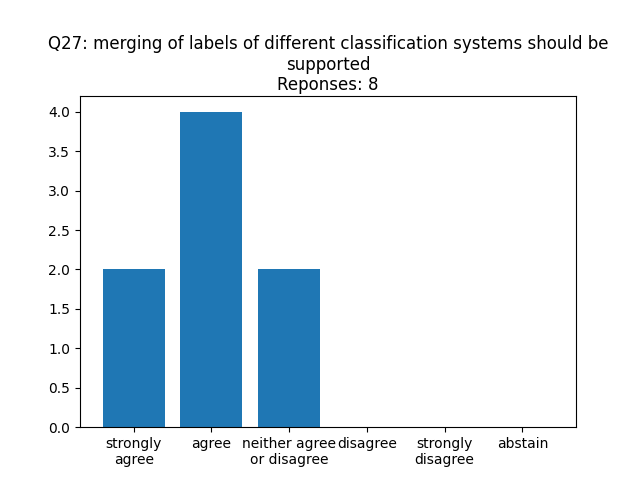 Q27: merging of labels of different classification systems should be
supported
Reponses: 8
4.0
3.5
3.0
2.5
2.0
1.5
1.0
0.5
0.0
strongly
agree
agree
neither agree
or disagree
disagree
strongly
disagree
abstain